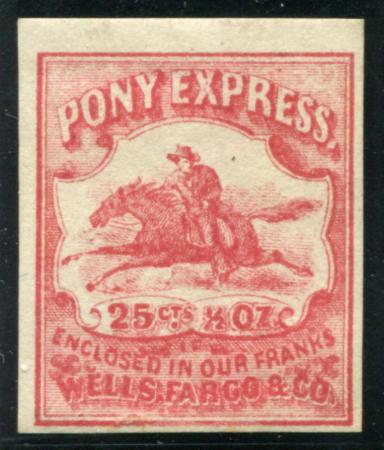 PONY EXPRESS.
25 CTS. ½ OZ.
ENCLOSED IN OUR FRANKS
WELLS, FARGO & CO.